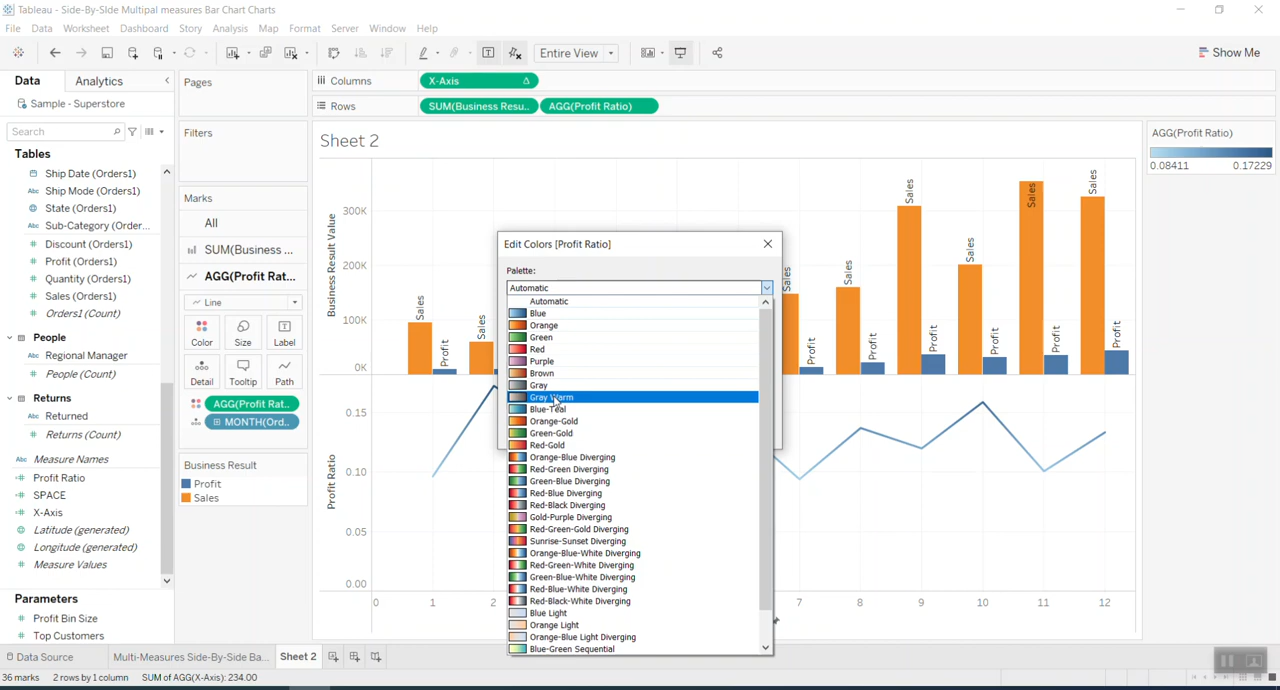 Tableau - Side-By-SIde Multipal measures Bar Chart Charts
File Data Worksheet Dashboard Story Analysis Map Format Server Window Help
Entire View
Show Me
Data Analytics
Sample - Superstore
Search
Tables
Ship Date (Orders1)
Abc Ship Mode (Orders1)
State (Orders1)
Abc Sub-Category (Order...
# Discount (Orders1)
# Profit (Orders1)
# Quantity (Orders1)
# Sales (Orders1)
# Orders1 (Count)
People
Abc Regional Manager
# People (Count)
Returns
Abc Returned
# Returns (Count)
Abc Measure Names
Profit Ratio
SPACE
X-Axis
Latitude (generated)
Longitude (generated)
# Measure Values
Parameters
# Profit Bin Size
# Top Customers
Pages
Filters
Marks
All
SUM(Business ...
AGG(Profit Rat...
Line
Color Size Label
Detail Tooltip Path
AGG(Profit Rat..
MONTH(Ord..
Business Result
Profit
Sales
Columns X-Axis Δ
Rows SUM(Business Resu.. AGG(Profit Ratio)
Sheet 2
Business Result Value
300K
200K
100K
0K
Sales
Profit
Sales
Sales
Profit
Sales
Profit
Sales
Profit
Sales
Profit
Sales
Profit
Sales
Profit
Profit Ratio
0.15
0.10
0.05
0.00
0 1 2 7 8 9 10 11 12
Edit Colors [Profit Ratio]
Palette:
Automatic
Automatic
Blue
Orange
Green
Red
Purple
Brown
Gray
Gray Warm
Blue-Teal
Orange-Gold
Green-Gold
Red-Gold
Orange-Blue Diverging
Red-Green Diverging
Green-Blue Diverging
Red-Blue Diverging
Red-Black Diverging
Gold-Purple Diverging
Red-Green-Gold Diverging
Sunrise-Sunset Diverging
Orange-Blue-White Diverging
Red-Green-White Diverging
Green-Blue-White Diverging
Red-Blue-White Diverging
Red-Black-White Diverging
Blue Light
Orange Light
Orange-Blue Light Diverging
Blue-Green Sequential
AGG(Profit Ratio)
0.08411 0.17229
Data Source Multi-Measures Side-By-Side Ba... Sheet 2
36 marks 2 rows by 1 column SUM of AGG(X-Axis): 234.00